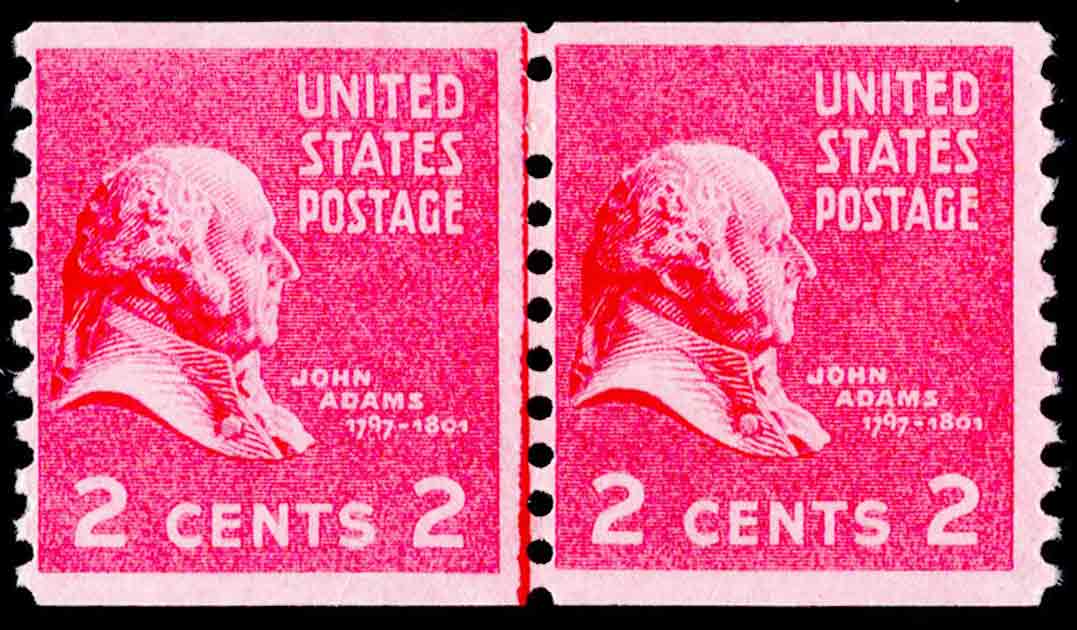 UNITED
STATES
POSTAGE
JOHN
ADAMS
1797-1801
2 CENTS 2
UNITED
STATES
POSTAGE
JOHN
ADAMS
1797-1801
2 CENTS 2